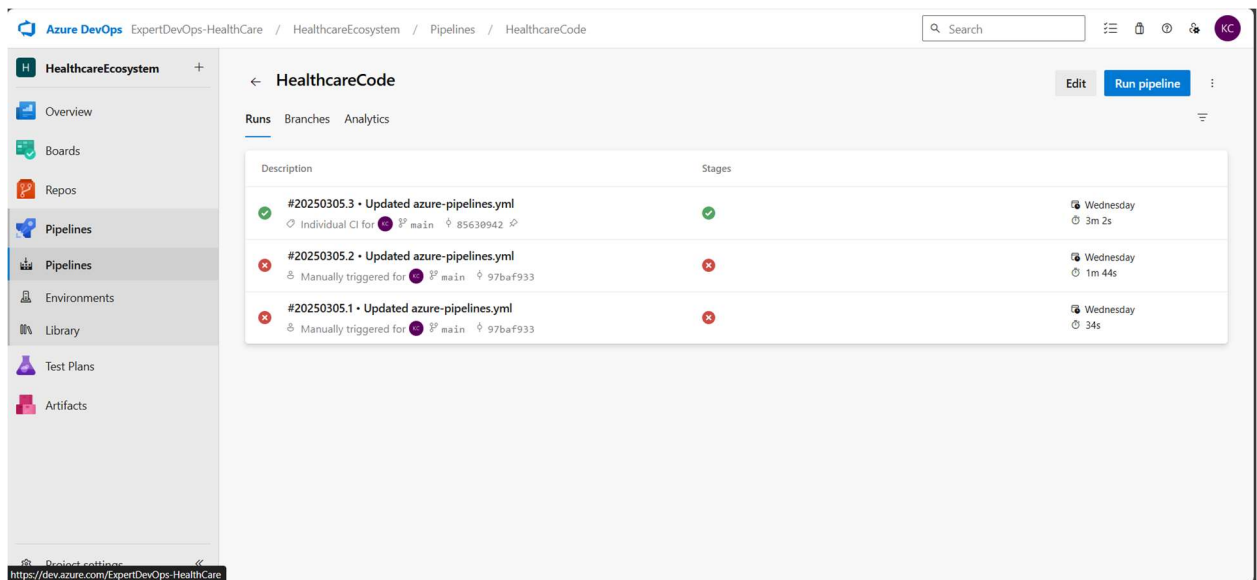 Azure DevOps ExpertDevOps-HealthCare / HealthcareEcosystem / Pipelines / HealthcareCode Search KC
H HealthcareEcosystem +
Overview
Boards
Repos
Pipelines
Pipelines
Environments
Library
Test Plans
Artifacts
Project settings
https://dev.azure.com/ExpertDevOps-HealthCare
← HealthcareCode Edit Run pipeline
Runs Branches Analytics
Description Stages
#20250305.3 • Updated azure-pipelines.yml Wednesday
Individual CI for KC main 85630942 3m 2s
#20250305.2 • Updated azure-pipelines.yml Wednesday
Manually triggered for KC main 97baf933 1m 44s
#20250305.1 • Updated azure-pipelines.yml Wednesday
Manually triggered for KC main 97baf933 34s